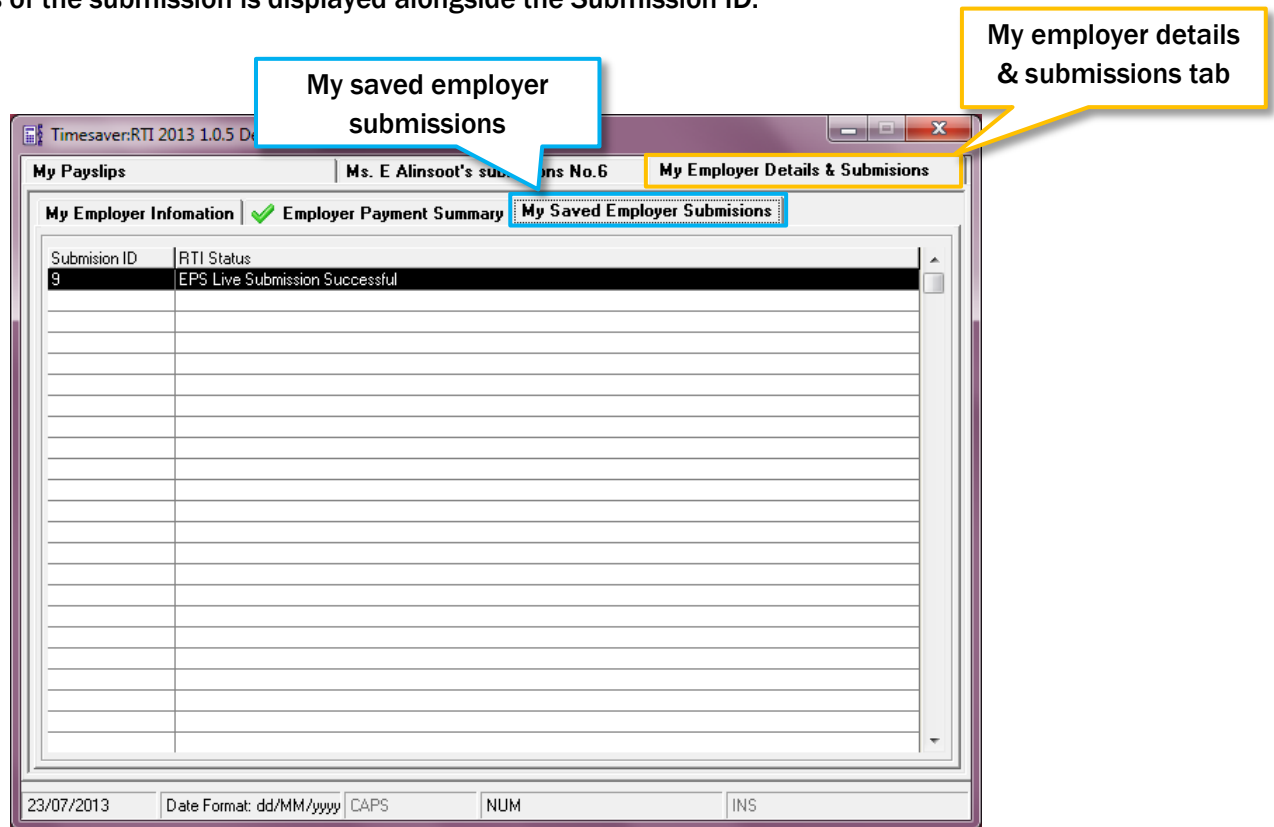 of the submission is displayed alongside the Submission ID.
My employer details
& submissions tab
My saved employer
submissions
Timesaver:RTI 2013 1.0.5
My Payslips
Ms. E Alinsoot's No.6
My Employer Details & Submisions
My Employer Infomation
Employer Payment Summary
My Saved Employer Submisions
Submision ID
RTI Status
9
EPS Live Submission Successful
23/07/2013
Date Format: dd/MM/yyyy
CAPS
NUM
INS